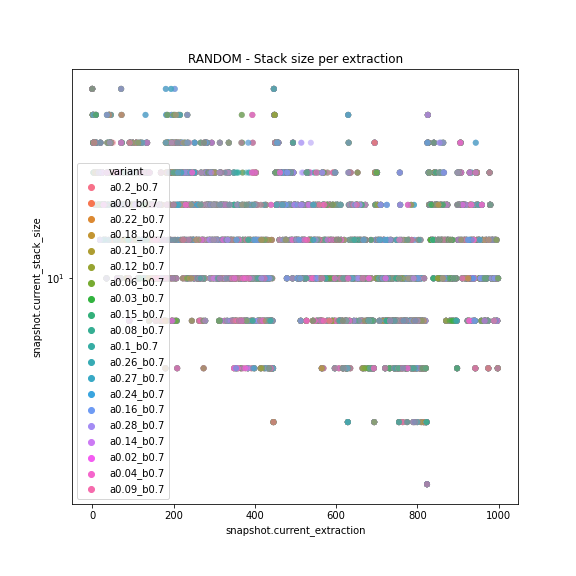 RANDOM - Stack size per extraction
snapshot.current_stack_size
10¹
variant
a0.2_b0.7
a0.0_b0.7
a0.22_b0.7
a0.18_b0.7
a0.21_b0.7
a0.12_b0.7
a0.06_b0.7
a0.03_b0.7
a0.15_b0.7
a0.08_b0.7
a0.1_b0.7
a0.26_b0.7
a0.27_b0.7
a0.24_b0.7
a0.16_b0.7
a0.28_b0.7
a0.14_b0.7
a0.02_b0.7
a0.04_b0.7
a0.09_b0.7
0 200 400 600 800 1000
snapshot.current_extraction